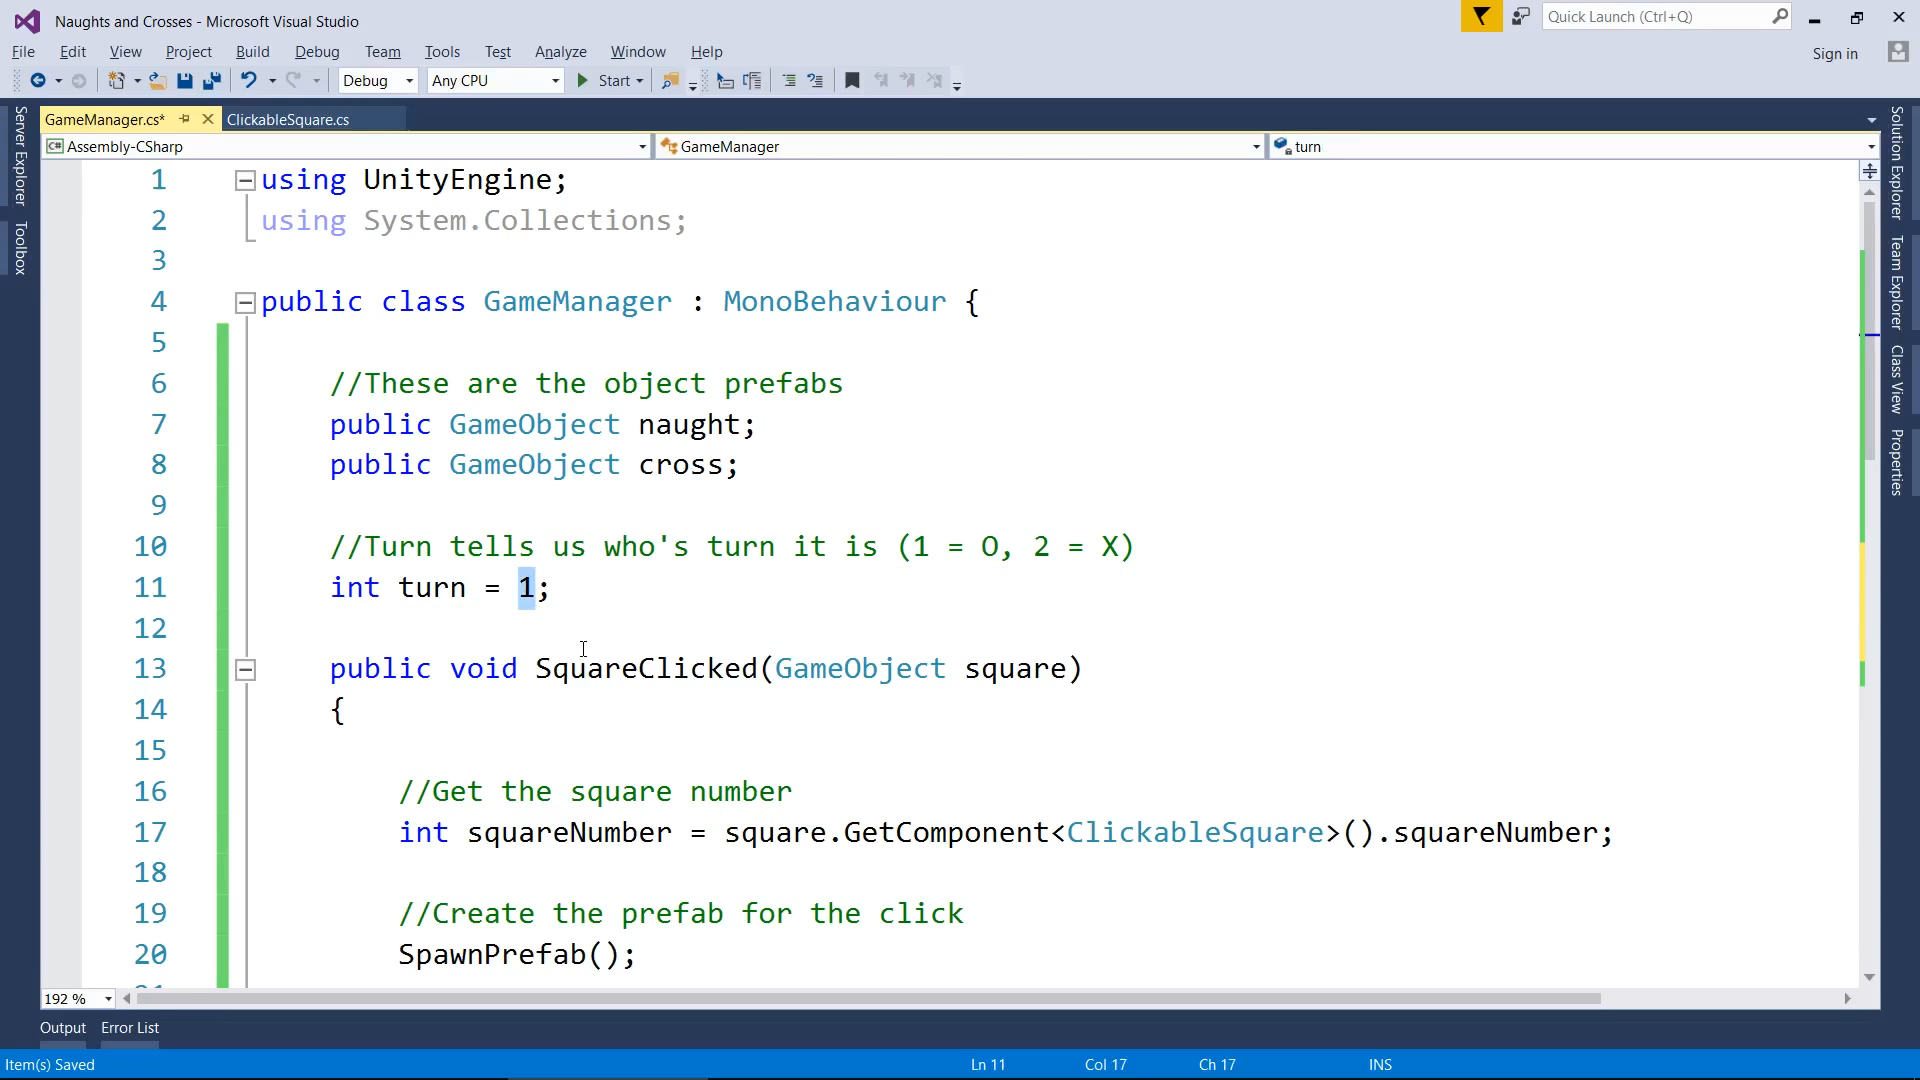 Naughts and Crosses - Microsoft Visual Studio
Quick Launch (Ctrl+Q)
File Edit View Project Build Debug Team Tools Test Analyze Window Help
Sign in
Debug Any CPU Start
GameManager.cs* ClickableSquare.cs
Assembly-CSharp GameManager turn
Server Explorer
Toolbox
1 using UnityEngine;
2 using System.Collections;
3
4 public class GameManager : MonoBehaviour {
5
6 //These are the object prefabs
7 public GameObject naught;
8 public GameObject cross;
9
10 //Turn tells us who's turn it is (1 = O, 2 = X)
11 int turn = 1;
12
13 public void SquareClicked(GameObject square)
14 {
15
16 //Get the square number
17 int squareNumber = square.GetComponent<ClickableSquare>().squareNumber;
18
19 //Create the prefab for the click
20 SpawnPrefab();
Solution Explorer
Team Explorer
Class View
Properties
192 %
Output Error List
Item(s) Saved Ln 11 Col 17 Ch 17 INS